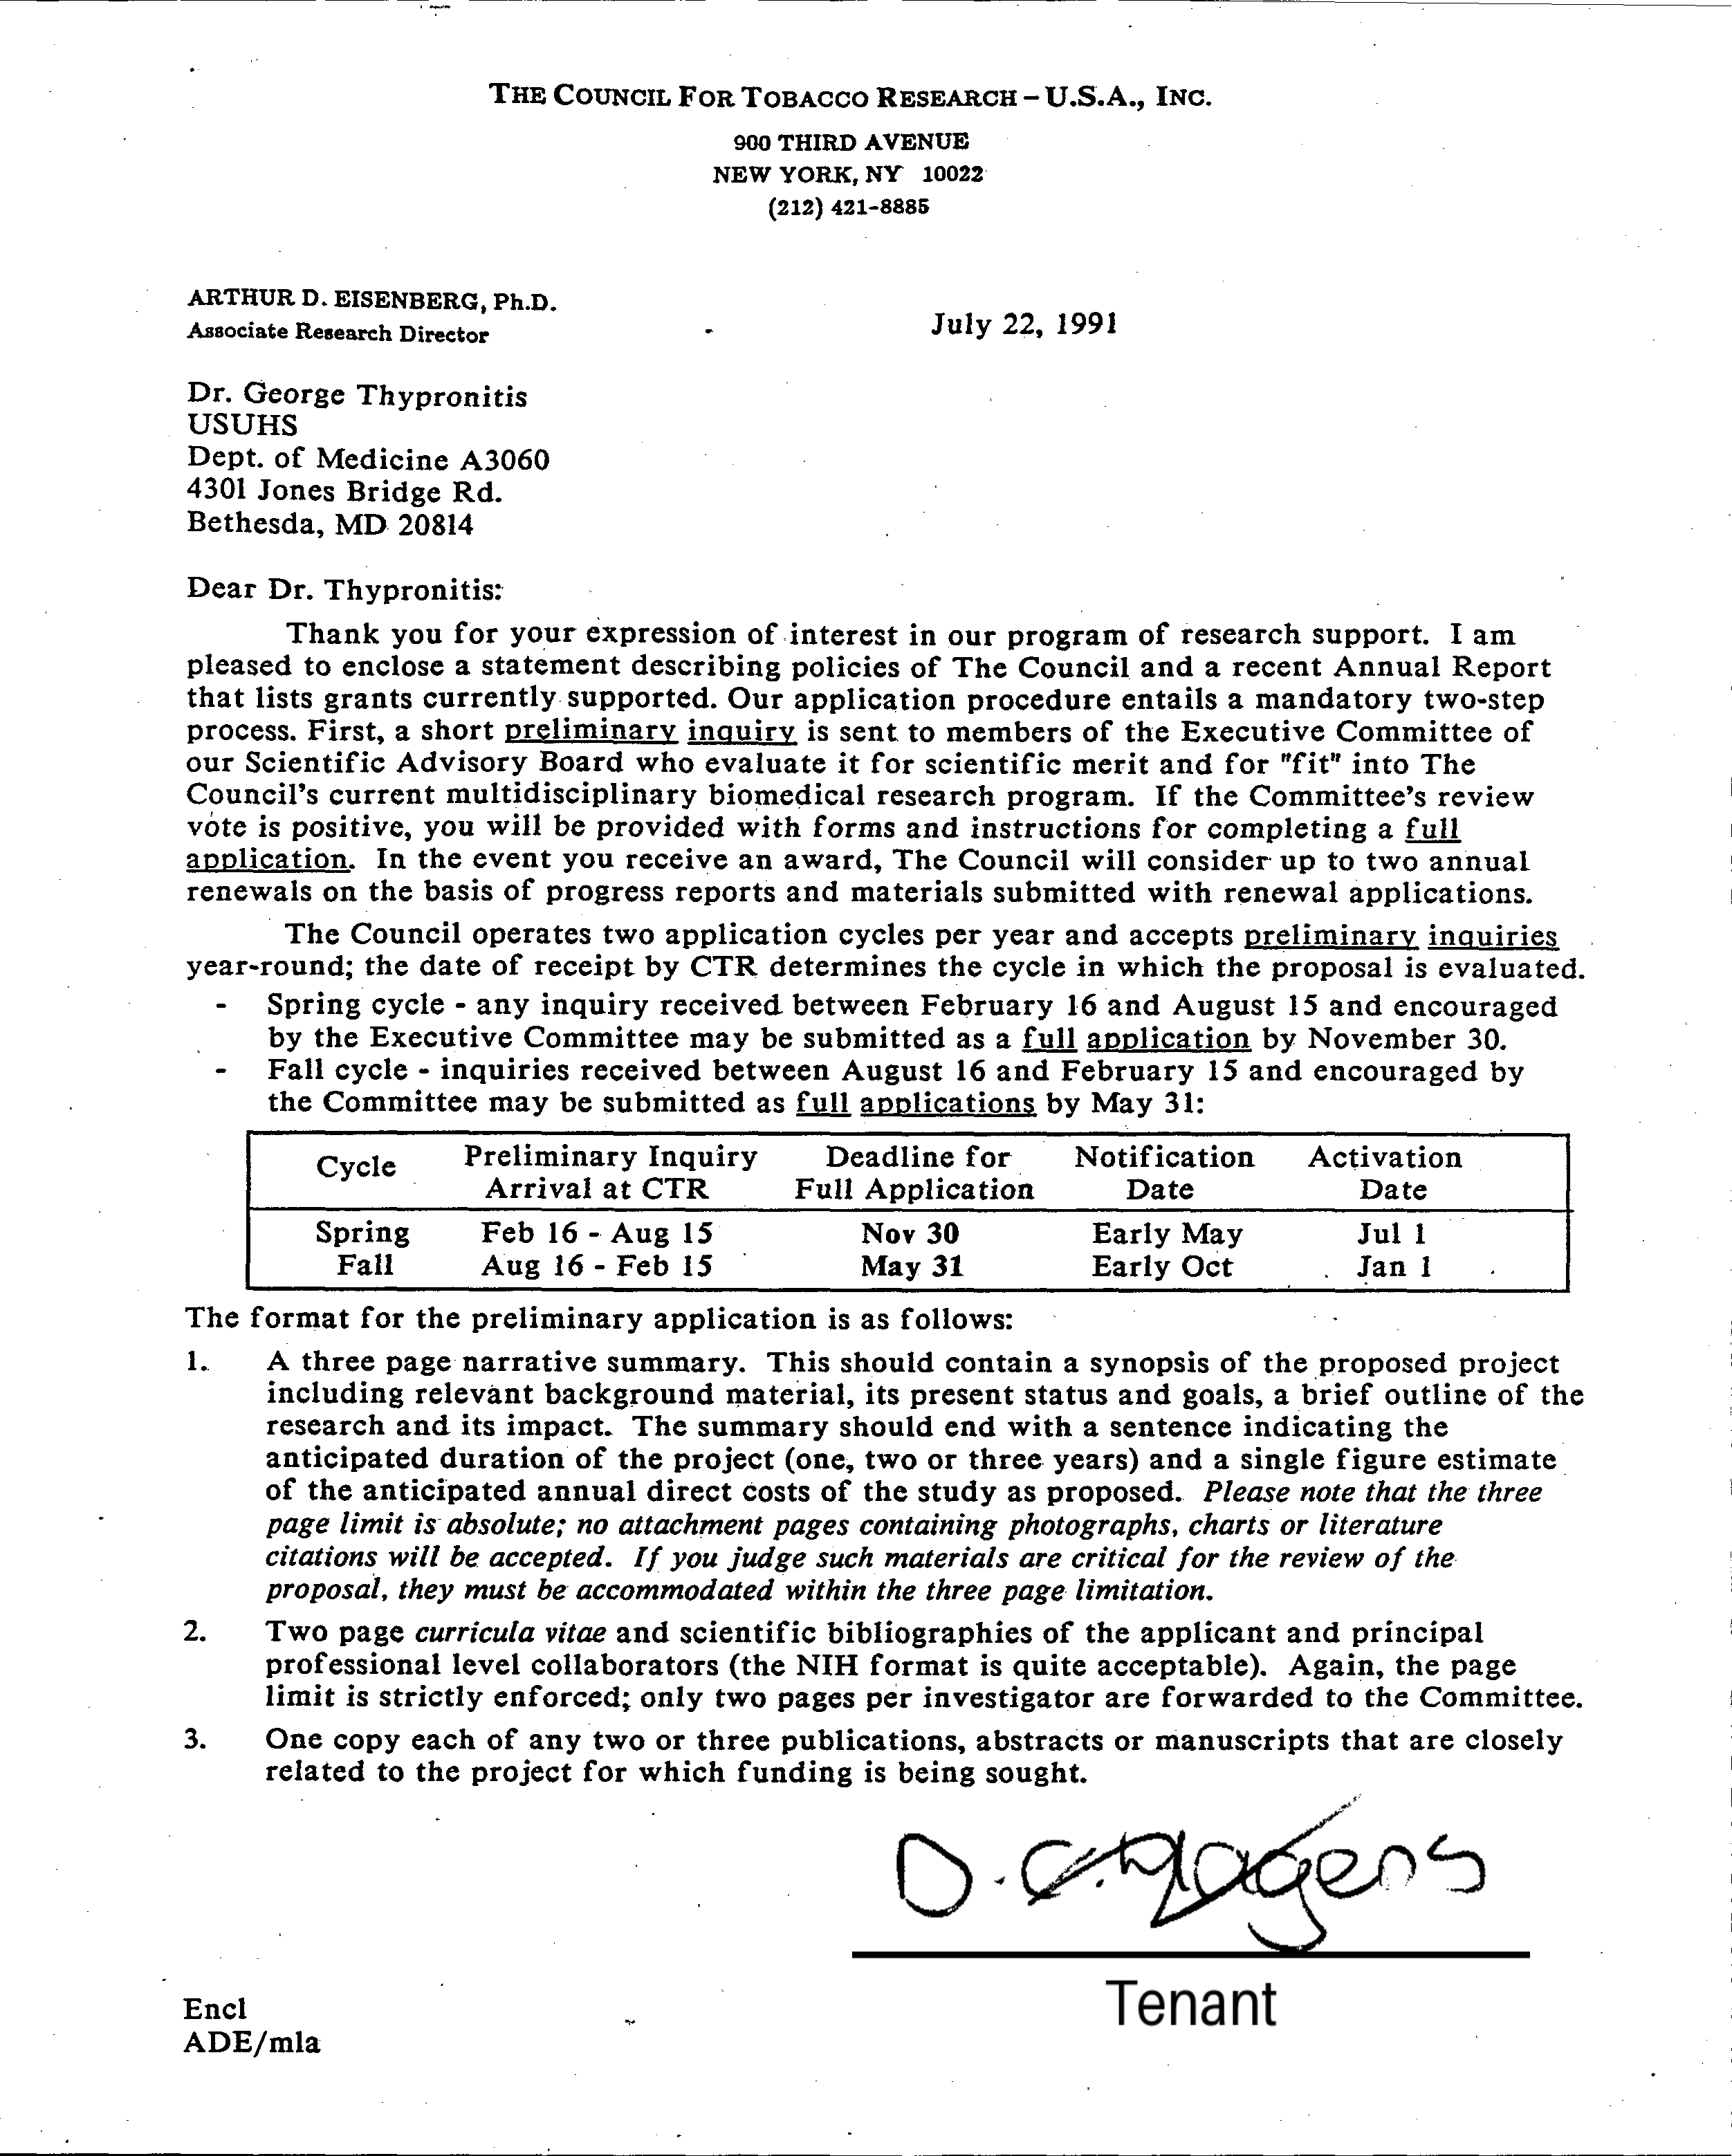 THE COUNCIL FOR TOBACCO RESEARCH – U.S.A., INC.
900 THIRD AVENUE
NEW YORK, NY 10022
(212) 421-8885
ARTHUR D. EISENBERG, Ph.D.
Associate Research Director
July 22, 1991
Dr. George Thypronitis
USUHS
Dept. of Medicine A3060
4301 Jones Bridge Rd.
Bethesda, MD 20814
Dear Dr. Thypronitis:
Thank you for your expression of interest in our program of research support. I am
pleased to enclose a statement describing policies of The Council and a recent Annual Report
that lists grants currently supported. Our application procedure entails a mandatory two-step
process. First, a short preliminary inquiry is sent to members of the Executive Committee of
our Scientific Advisory Board who evaluate it for scientific merit and for "fit" into The
Council's current multidisciplinary biomedical research program. If the Committee's review
vote is positive, you will be provided with forms and instructions for completing a full
application. In the event you receive an award, The Council will consider up to two annual
renewals on the basis of progress reports and materials submitted with renewal applications.
The Council operates two application cycles per year and accepts preliminary inquiries
year-round; the date of receipt by CTR determines the cycle in which the proposal is evaluated.
- Spring cycle - any inquiry received between February 16 and August 15 and encouraged
by the Executive Committee may be submitted as a full application by November 30.
- Fall cycle - inquiries received between August 16 and February 15 and encouraged by
the Committee may be submitted as full applications by May 31:
Cycle Preliminary Inquiry Deadline for Notification Activation
Arrival at CTR Full Application Date Date
Spring Feb 16 - Aug 15 Nov 30 Early May Jul 1
Fall Aug 16 - Feb 15 May 31 Early Oct Jan 1
The format for the preliminary application is as follows:
1. A three page narrative summary. This should contain a synopsis of the proposed project
including relevant background material, its present status and goals, a brief outline of the
research and its impact. The summary should end with a sentence indicating the
anticipated duration of the project (one, two or three years) and a single figure estimate
of the anticipated annual direct costs of the study as proposed. Please note that the three
page limit is absolute; no attachment pages containing photographs, charts or literature
citations will be accepted. If you judge such materials are critical for the review of the
proposal, they must be accommodated within the three page limitation.
2. Two page curricula vitae and scientific bibliographies of the applicant and principal
professional level collaborators (the NIH format is quite acceptable). Again, the page
limit is strictly enforced; only two pages per investigator are forwarded to the Committee.
3. One copy each of any two or three publications, abstracts or manuscripts that are closely
related to the project for which funding is being sought.
Tenant
Encl
ADE/mla